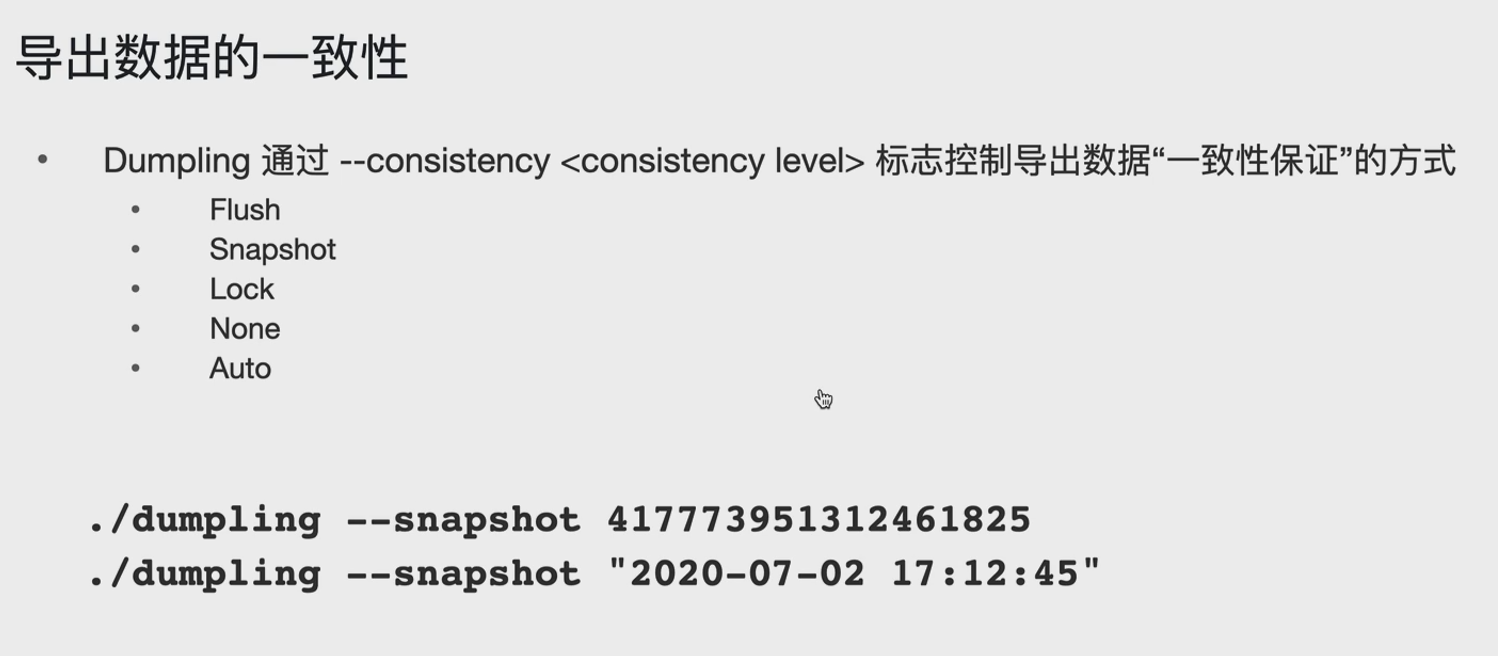 导出数据的一致性
• Dumpling 通过 --consistency <consistency level> 标志控制导出数据“一致性保证”的方式
• Flush
• Snapshot
• Lock
• None
• Auto
./dumpling --snapshot 417773951312461825
./dumpling --snapshot "2020-07-02 17:12:45"